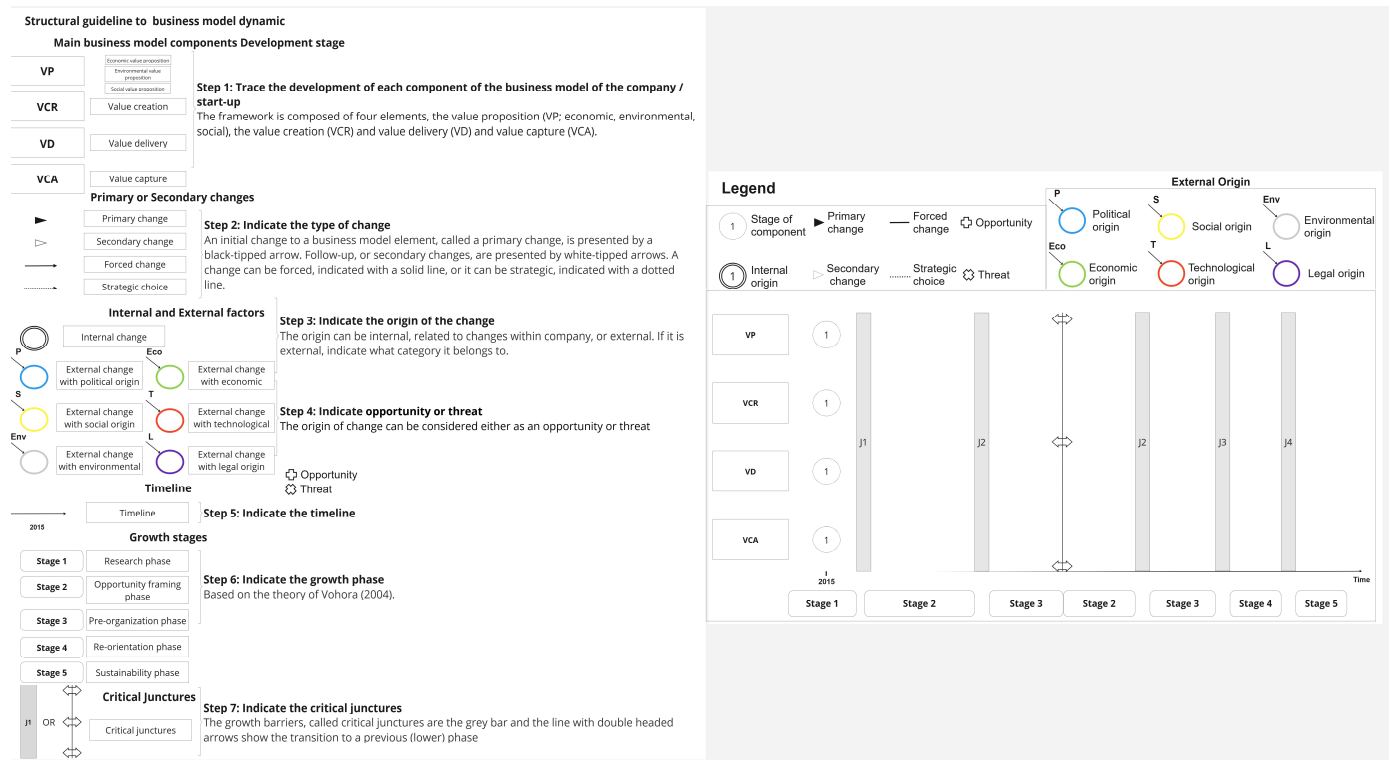 Structural guideline to  business model dynamic
Main business model components Development stage
VP
Economic value proposition
Environmental value
proposition
Social value proposition
VCR
Value creation
VD
Value delivery
VCA
Value capture
Step 1: Trace the development of each component of the business model of the company /
start-up
The framework is composed of four elements, the value proposition (VP; economic, environmental,
social), the value creation (VCR) and value delivery (VD) and value capture (VCA).
Primary or Secondary changes
Primary change
Secondary change
Forced change
Strategic choice
Step 2: Indicate the type of change
An initial change to a business model element, called a primary change, is presented by a
black-tipped arrow. Follow-up, or secondary changes, are presented by white-tipped arrows. A
change can be forced, indicated with a solid line, or it can be strategic, indicated with a dotted
line.
Internal and External factors
Internal change
P
External change
with political origin
Eco
External change
with economic
S
External change
with social origin
T
External change
with technological
Env
External change
with environmental
L
External change
with legal origin
Step 3: Indicate the origin of the change
The origin can be internal, related to changes within company, or external. If it is
external, indicate what category it belongs to.
Step 4: Indicate opportunity or threat
The origin of change can be considered either as an opportunity or threat
Opportunity
Threat
Timeline
2015
Timeline
Step 5: Indicate the timeline
Growth stages
Stage 1
Research phase
Stage 2
Opportunity framing
phase
Stage 3
Pre-organization phase
Stage 4
Re-orientation phase
Stage 5
Sustainability phase
Step 6: Indicate the growth phase
Based on the theory of Vohora (2004).
Critical Junctures
J1
OR
Critical junctures
Step 7: Indicate the critical junctures
The growth barriers, called critical junctures are the grey bar and the line with double headed
arrows show the transition to a previous (lower) phase
Legend
1
Stage of
component
Primary
change
Forced
change
Opportunity
1
Internal
origin
Secondary
change
Strategic
choice
Threat
External Origin
P
Political
origin
S
Social origin
Env
Environmental
origin
Eco
Economic
origin
T
Technological
origin
L
Legal origin
VP
1
VCR
1
VD
1
VCA
1
J1
J2
J2
J3
J4
2015
Time
Stage 1
Stage 2
Stage 3
Stage 2
Stage 3
Stage 4
Stage 5